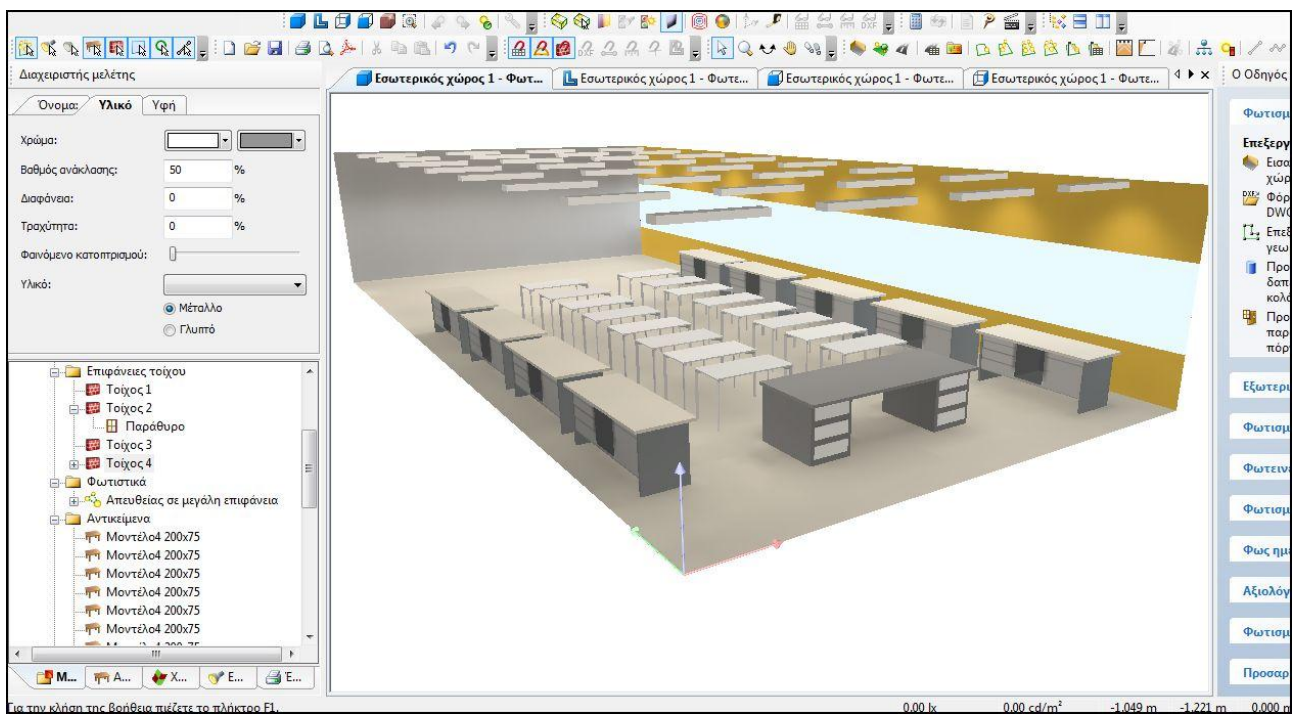 Διαχειριστής μελέτης
Όνομα:
Υλικό
Υφή
Χρώμα:
Βαθμός ανάκλασης:
50
%
Διαφάνεια:
0
%
Τραχύτητα:
0
%
Φαινόμενο κατοπτρισμού:
Υλικό:
Μέταλλο
Γλυπτό
Επιφάνειες τοίχου
Τοίχος 1
Τοίχος 2
Παράθυρο
Τοίχος 3
Τοίχος 4
Φωτιστικά
Απευθείας σε μεγάλη επιφάνεια
Αντικείμενα
Μοντέλο4 200x75
Μοντέλο4 200x75
Μοντέλο4 200x75
Μοντέλο4 200x75
Μοντέλο4 200x75
Μοντέλο4 200x75
Μ...
Α...
Χ...
Ε...
Έ...
Εσωτερικός χώρος 1 - Φωτ...
Εσωτερικός χώρος 1 - Φωτε...
Εσωτερικός χώρος 1 - Φωτε...
Εσωτερικός χώρος 1 - Φωτε...
Ο Οδηγός
Φωτισμ
Επεξεργ
Εισα
χώρ
DXF
Φόρ
DWG
Επεξ
γεω
Προ
δαπ
κολό
Προ
παρ
πόρ
Εξωτερι
Φωτισμ
Φωτειν
Φωτισμ
Φως ημε
Αξιολόγ
Φωτισμ
Προσαρ
Για την κλήση της βοήθεια πιέζετε το πλήκτρο F1.
0.00 lx
0.00 cd/m²
-1.049 m
-1.221 m
0.000 m